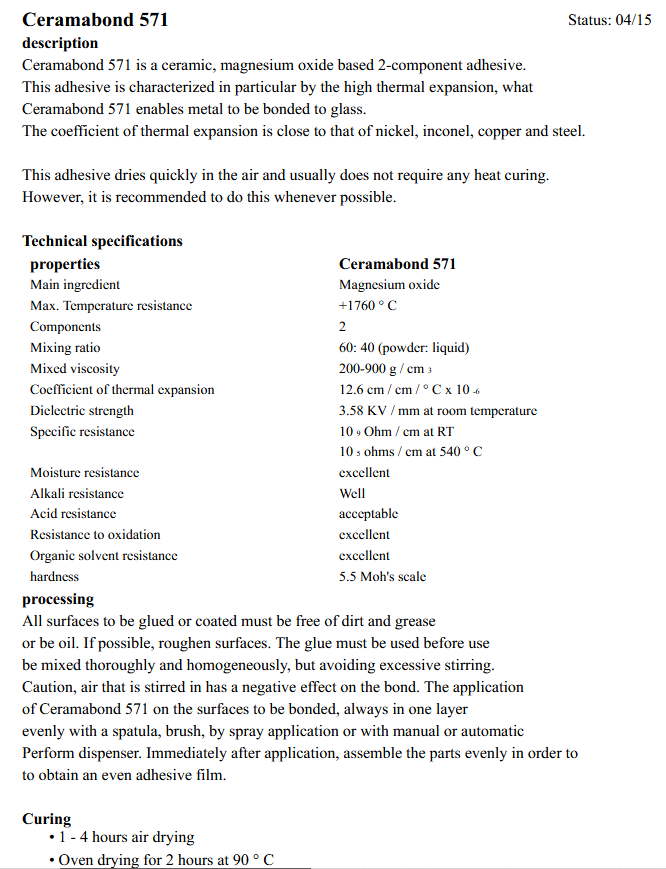 Ceramabond 571 Status: 04/15
description
Ceramabond 571 is a ceramic, magnesium oxide based 2-component adhesive.
This adhesive is characterized in particular by the high thermal expansion, what
Ceramabond 571 enables metal to be bonded to glass.
The coefficient of thermal expansion is close to that of nickel, inconel, copper and steel.
This adhesive dries quickly in the air and usually does not require any heat curing.
However, it is recommended to do this whenever possible.
Technical specifications
properties Ceramabond 571
Main ingredient Magnesium oxide
Max. Temperature resistance +1760 ° C
Components 2
Mixing ratio 60: 40 (powder: liquid)
Mixed viscosity 200-900 g / cm 3
Coefficient of thermal expansion 12.6 cm / cm / ° C x 10 -6
Dielectric strength 3.58 KV / mm at room temperature
Specific resistance 10 9 Ohm / cm at RT
10 5 ohms / cm at 540 ° C
Moisture resistance excellent
Alkali resistance Well
Acid resistance acceptable
Resistance to oxidation excellent
Organic solvent resistance excellent
hardness 5.5 Moh's scale
processing
All surfaces to be glued or coated must be free of dirt and grease
or be oil. If possible, roughen surfaces. The glue must be used before use
be mixed thoroughly and homogeneously, but avoiding excessive stirring.
Caution, air that is stirred in has a negative effect on the bond. The application
of Ceramabond 571 on the surfaces to be bonded, always in one layer
evenly with a spatula, brush, by spray application or with manual or automatic
Perform dispenser. Immediately after application, assemble the parts evenly in order to
to obtain an even adhesive film.
Curing
• 1 - 4 hours air drying
• Oven drying for 2 hours at 90 ° C